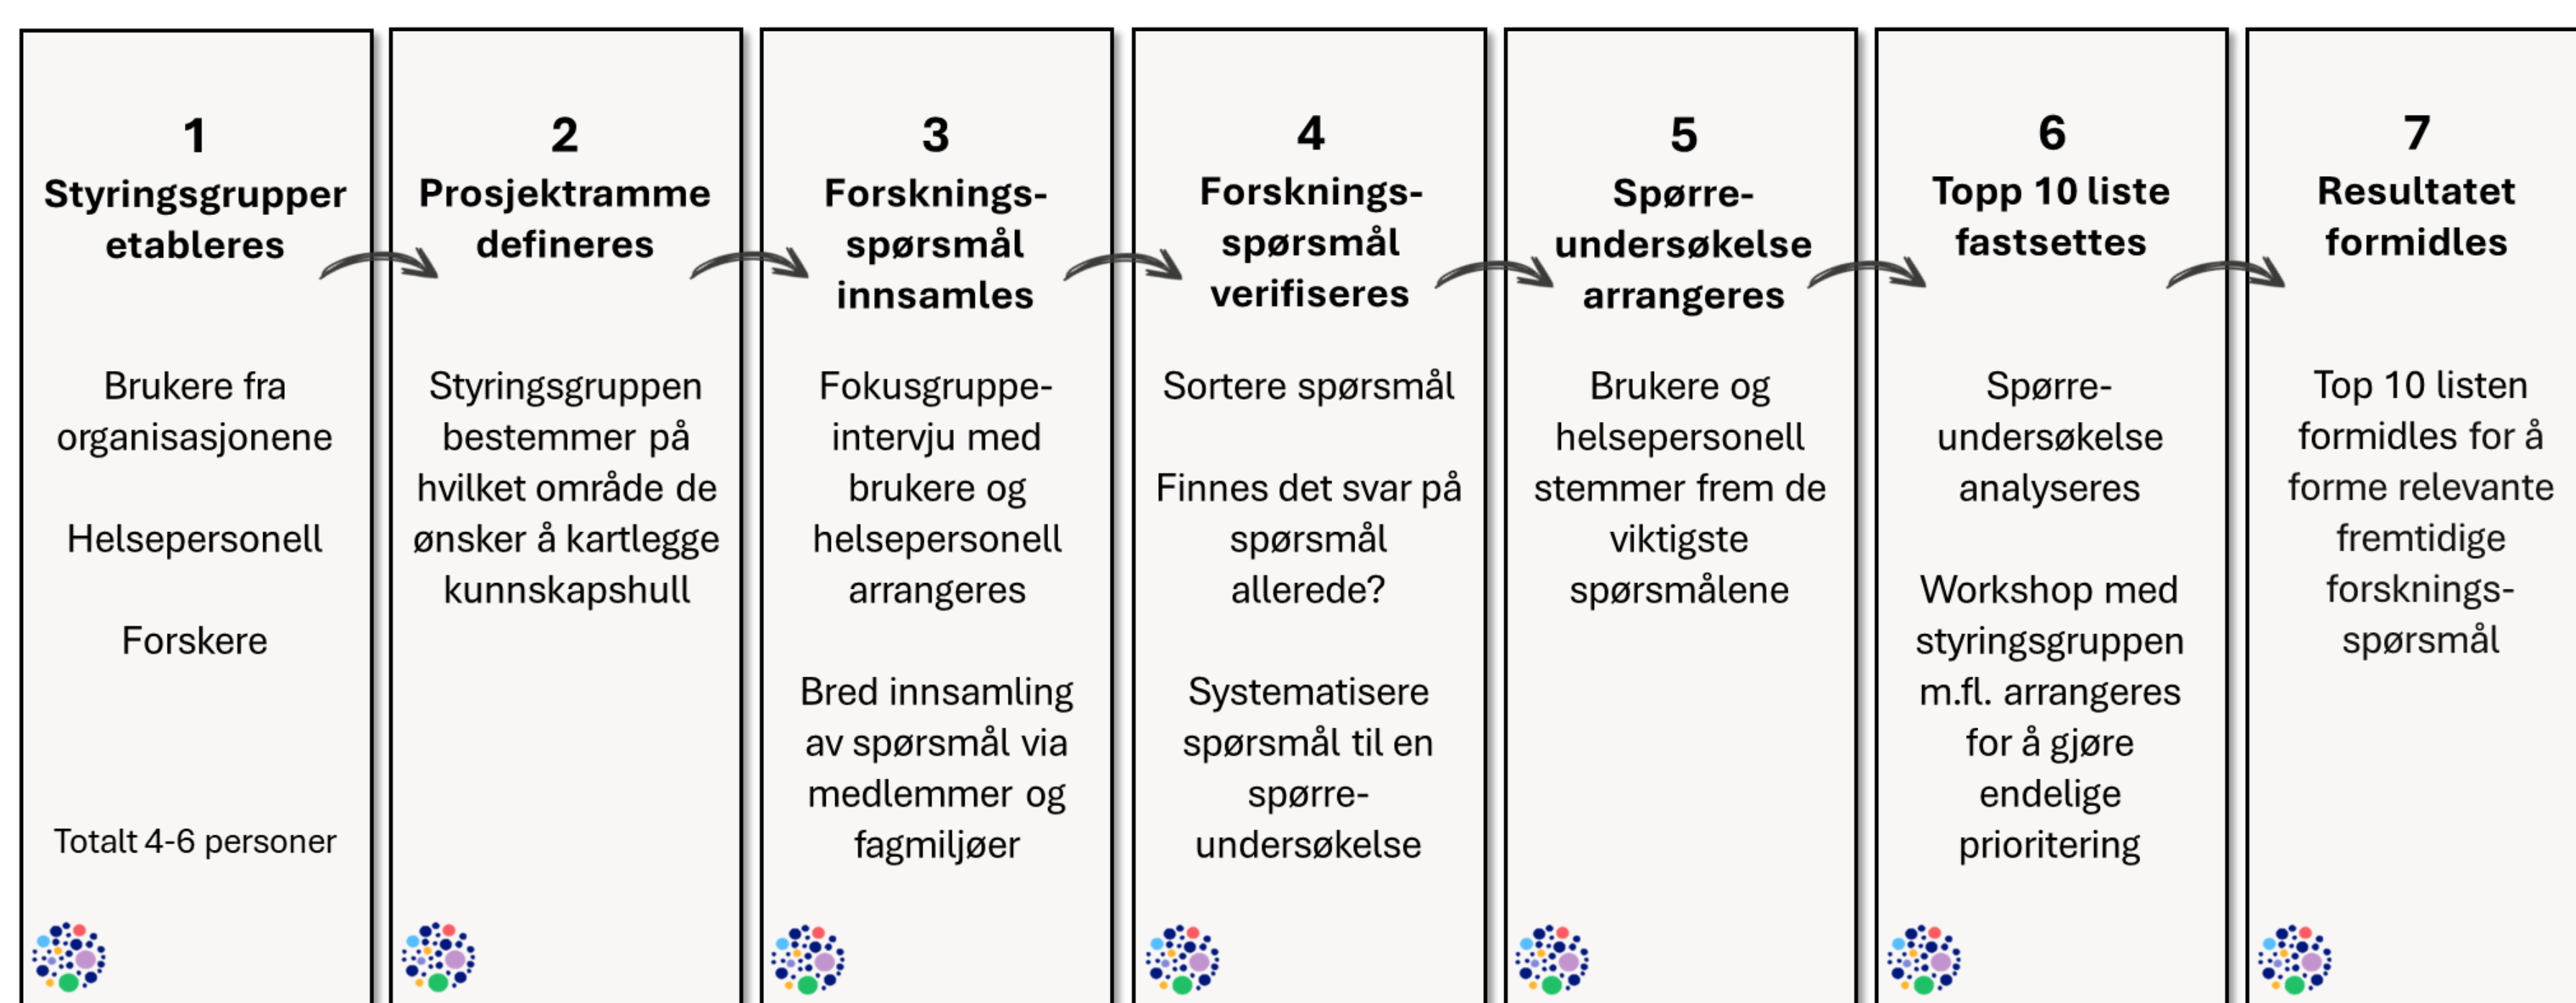 1
Styringsgrupper
etableres
Brukere fra
organisasjonene
Helsepersonell
Forskere
Totalt 4-6 personer
2
Prosjektramme
defineres
Styringsgruppen
bestemmer på
hvilket område de
ønsker å kartlegge
kunnskapshull
3
Forsknings-
spørsmål
innsamles
Fokusgruppe-
intervju med
brukere og
helsepersonell
arrangeres
Bred innsamling
av spørsmål via
medlemmer og
fagmiljøer
4
Forsknings-
spørsmål
verifiseres
Sortere spørsmål
Finnes det svar på
spørsmål
allerede?
Systematisere
spørsmål til en
spørre-
undersøkelse
5
Spørre-
undersøkelse
arrangeres
Brukere og
helsepersonell
stemmer frem de
viktigste
spørsmålene
6
Topp 10 liste
fastsettes
Spørre-
undersøkelse
analyseres
Workshop med
styringsgruppen
m.fl. arrangeres
for å gjøre
endelige
prioritering
7
Resultatet
formidles
Top 10 listen
formidles for å
forme relevante
fremtidige
forsknings-
spørsmål